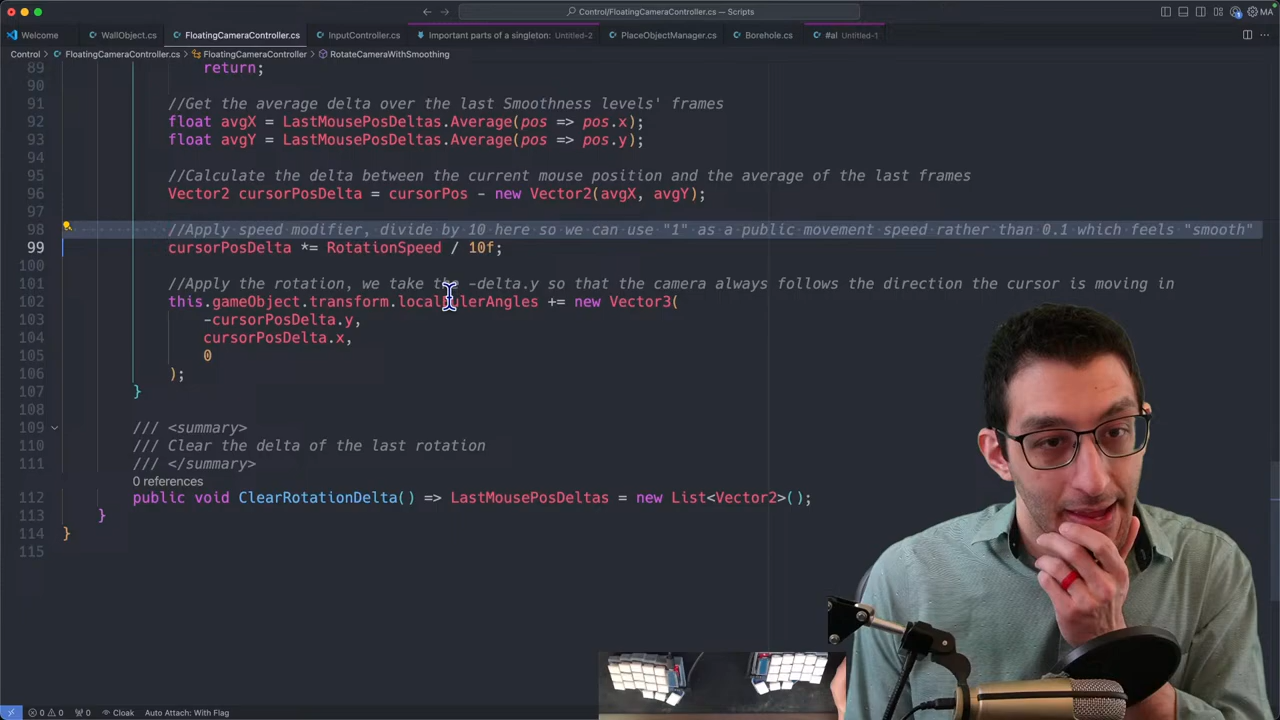 Control/FloatingCameraController.cs — Scripts
MA
Welcome
WallObject.cs
FloatingCameraController.cs
InputController.cs
Important parts of a singleton: Untitled-2
PlaceObjectManager.cs
Borehole.cs
#al Untitled-1
Control > FloatingCameraController.cs > FloatingCameraController > RotateCameraWithSmoothing
89 return;
90
91 //Get the average delta over the last Smoothness levels' frames
92 float avgX = LastMousePosDeltas.Average(pos => pos.x);
93 float avgY = LastMousePosDeltas.Average(pos => pos.y);
94
95 //Calculate the delta between the current mouse position and the average of the last frames
96 Vector2 cursorPosDelta = cursorPos - new Vector2(avgX, avgY);
97
98 //Apply speed modifier, divide by 10 here so we can use "1" as a public movement speed rather than 0.1 which feels "smooth"
99 cursorPosDelta *= RotationSpeed / 10f;
100
101 //Apply the rotation, we take the -delta.y so that the camera always follows the direction the cursor is moving in
102 this.gameObject.transform.localEulerAngles += new Vector3(
103 -cursorPosDelta.y,
104 cursorPosDelta.x,
105 0
106 );
107 }
108
109 /// <summary>
110 /// Clear the delta of the last rotation
111 /// </summary>
0 references
112 public void ClearRotationDelta() => LastMousePosDeltas = new List<Vector2>();
113 }
114 }
115
0 0 0 Cloak Auto Attach: With Flag